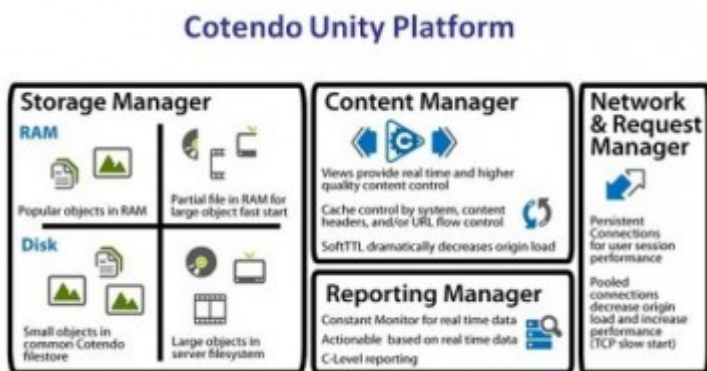 Cotendo Unity Platform
Storage Manager
RAM
Popular objects in RAM
Partial file in RAM for
large object fast start
Disk
Small objects in
common Cotendo
filestore
Large objects in
server filesystem
Content Manager
C
Views provide real time and higher
quality content control
Cache control by system, content
headers, and/or URL flow control
SoftTTL dramatically decreases origin load
Reporting Manager
Constant Monitor for real time data
Actionable based on real time data
C-Level reporting
Network
& Request
Manager
Persistent
Connections
for user session
performance
Pooled
connections
decrease origin
load and increase
performance
(TCP slow start)